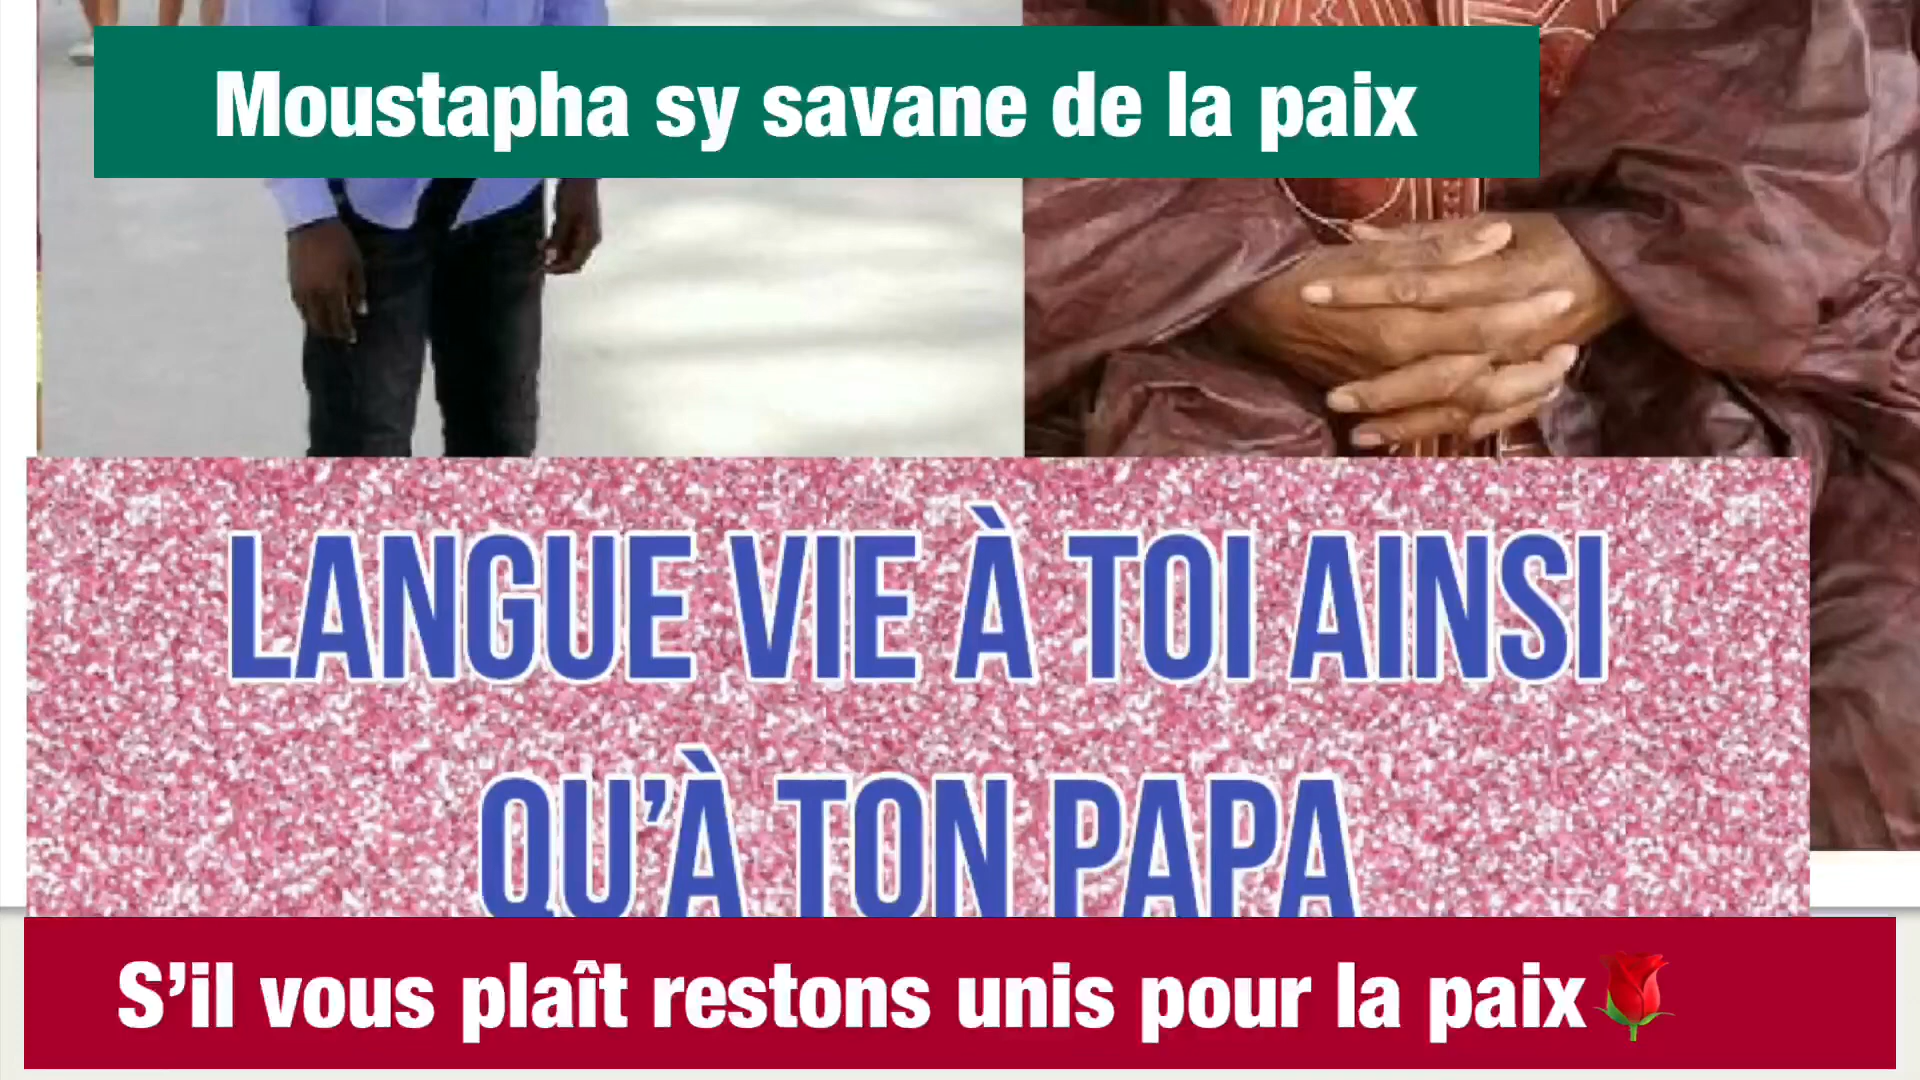 Moustapha sy savane de la paix
LANGUE VIE À TOI AINSI
QU'À TON PAPA
S'il vous plaît restons unis pour la paix🌹